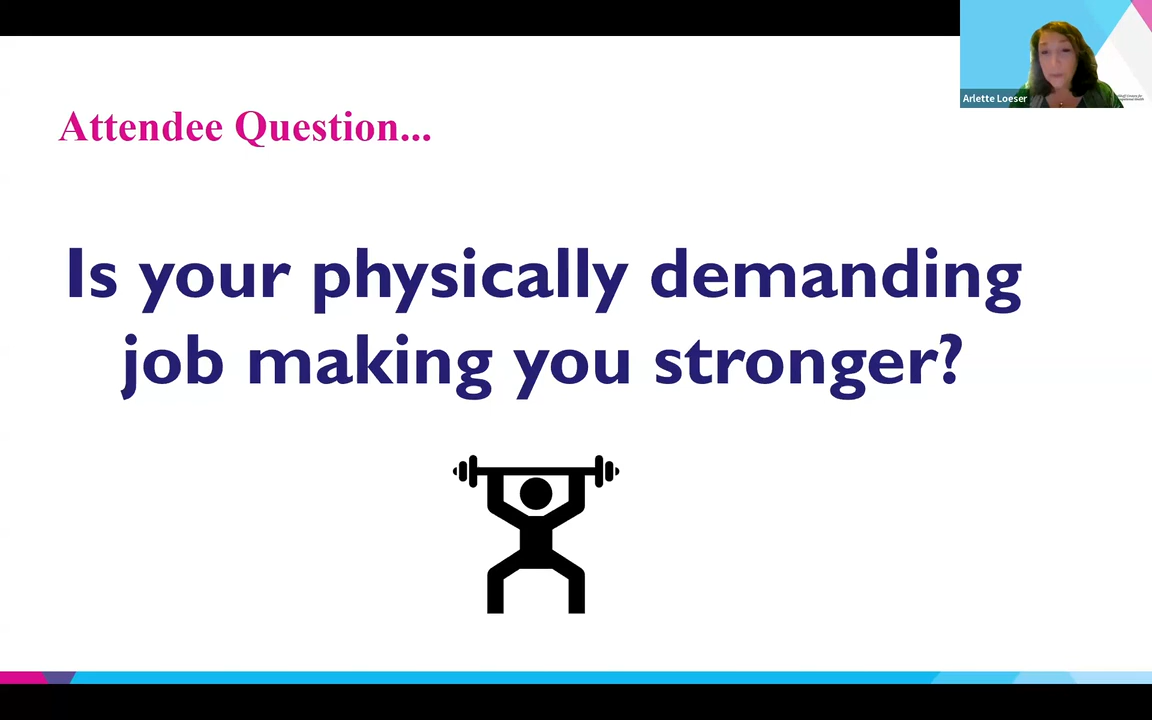 Attendee Question...
Is your physically demanding
job making you stronger?
Arlette Loeser